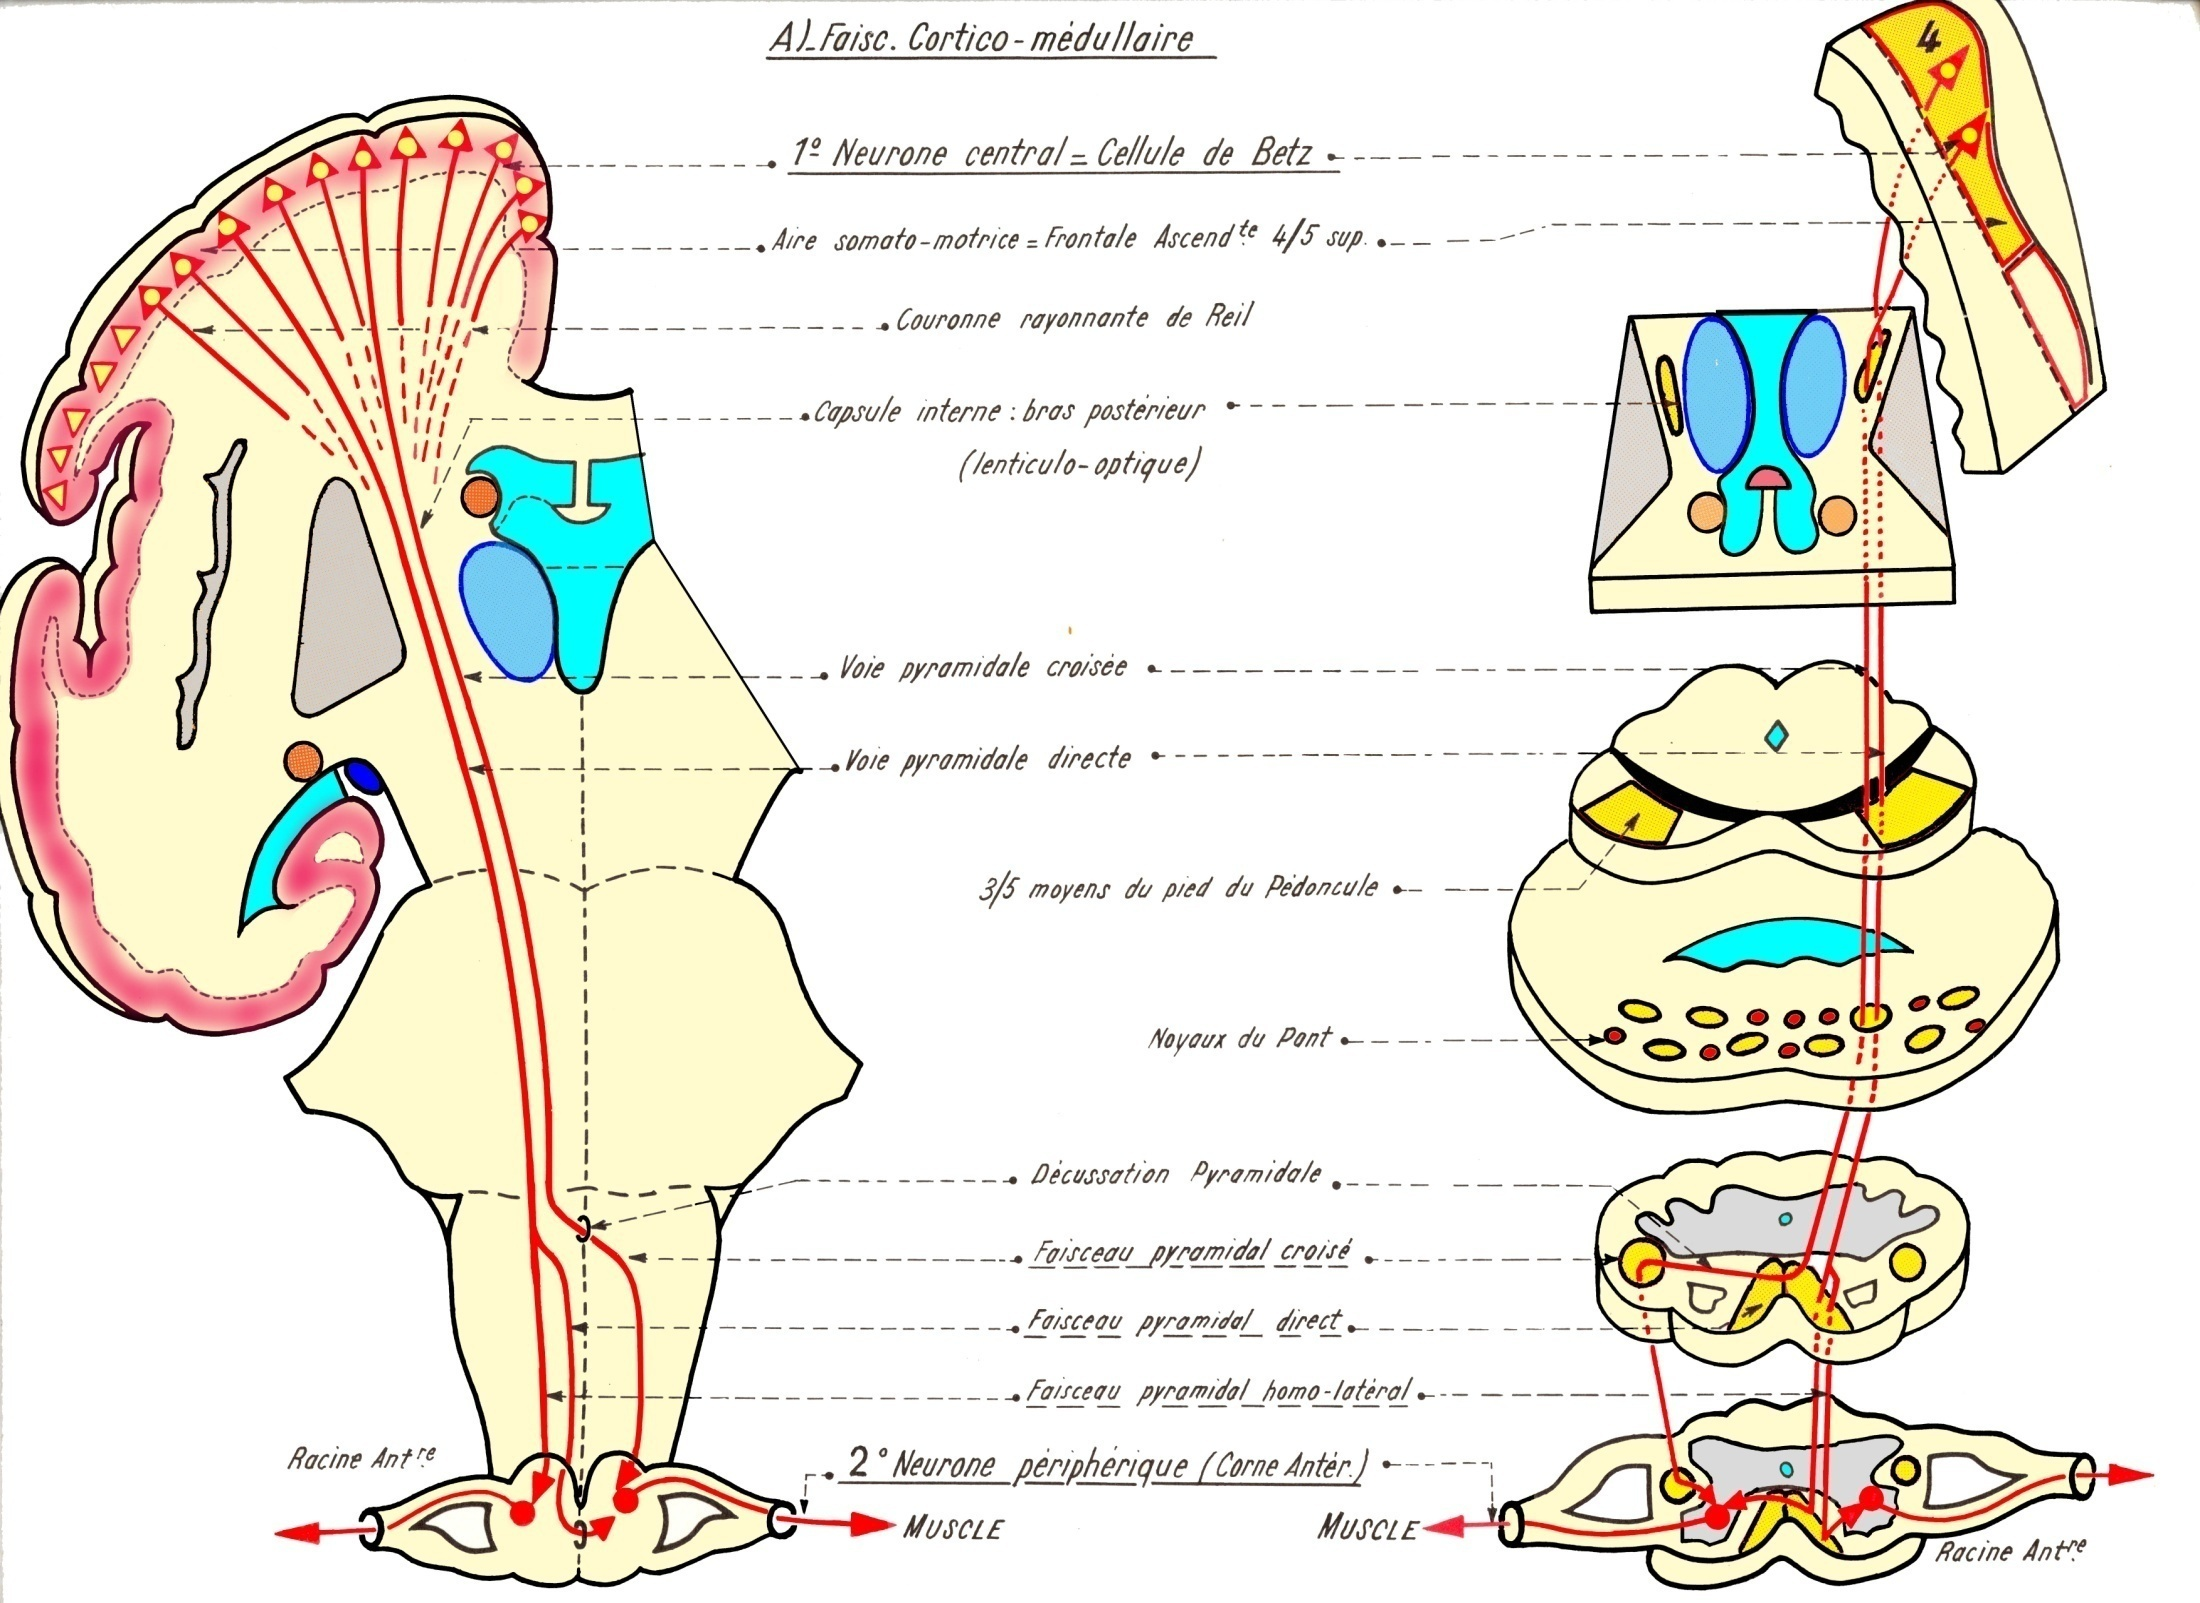 A)_Faisc. Cortico-médullaire
4
1º Neurone central = Cellule de Betz
Aire somato-motrice = Frontale Ascendte 4/5 sup.
Couronne rayonnante de Reil
Capsule interne : bras postérieur
(lenticulo-optique)
Voie pyramidale croisée
Voie pyramidale directe
3/5 moyens du pied du Pédoncule
Noyaux du Pont
Décussation Pyramidale
Faisceau pyramidal croisé
Faisceau pyramidal direct
Faisceau pyramidal homo-latéral
Racine Antre
2° Neurone périphérique (Corne Antér.)
MUSCLE
MUSCLE
Racine Antre